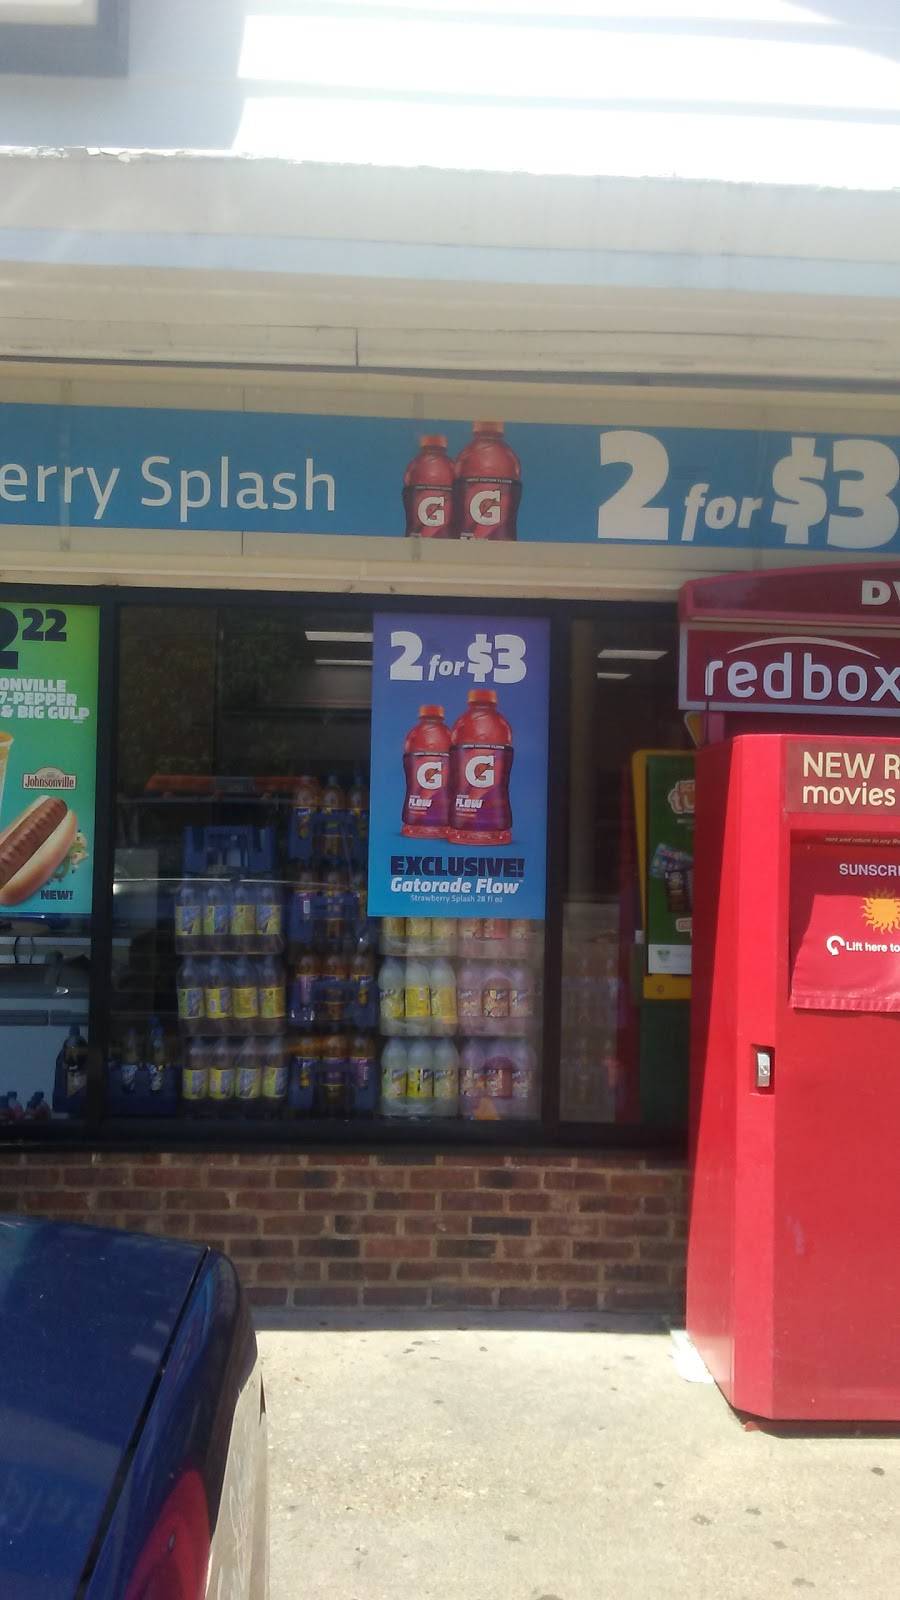 erry Splash
2 for $3
22
ONVILLE
7-PEPPER
& BIG GULP
Johnsonville
NEW!
2 for $3
G G
FLOW FLOW
EXCLUSIVE!
Gatorade Flow
Strawberry Splash 28 fl oz
DV
redbox
NEW R
movies
SUNSCR
Lift here to